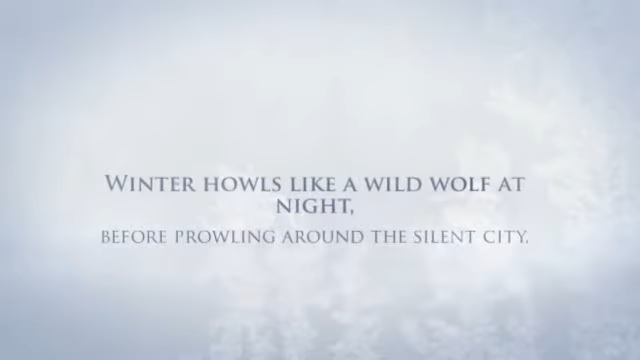 WINTER HOWLS LIKE A WILD WOLF AT
NIGHT,
BEFORE PROWLING AROUND THE SILENT CITY.